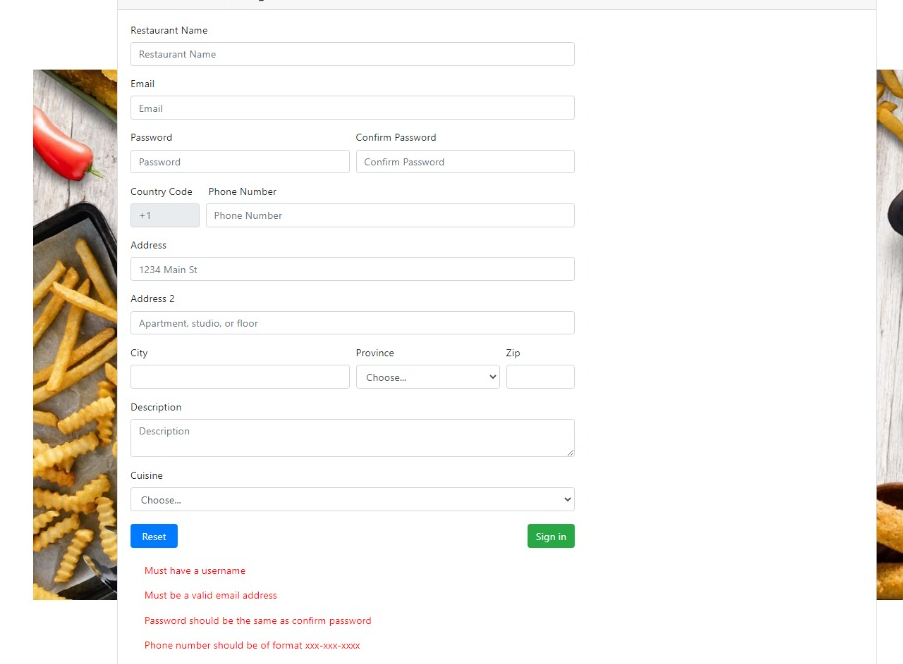 Restaurant Name
Restaurant Name
Email
Email
Password Confirm Password
Password Confirm Password
Country Code Phone Number
+1 Phone Number
Address
1234 Main St
Address 2
Apartment, studio, or floor
City Province Zip
Choose...
Description
Description
Cuisine
Choose...
Reset Sign in
Must have a username
Must be a valid email address
Password should be the same as confirm password
Phone number should be of format xxx-xxx-xxxx